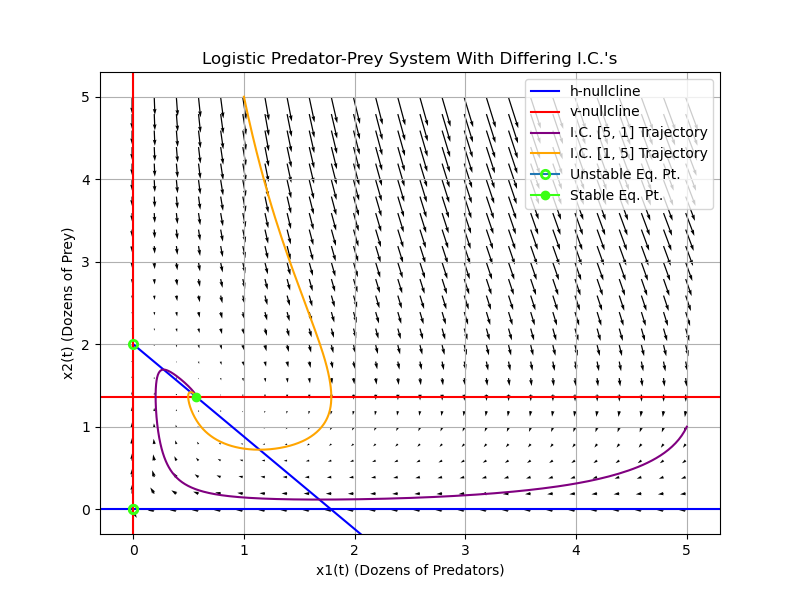 Logistic Predator-Prey System With Differing I.C.'s
h-nullcline
v-nullcline
I.C. [5, 1] Trajectory
I.C. [1, 5] Trajectory
Unstable Eq. Pt.
Stable Eq. Pt.
5
4
3
2
1
0
x2(t) (Dozens of Prey)
0 1 2 3 4 5
x1(t) (Dozens of Predators)